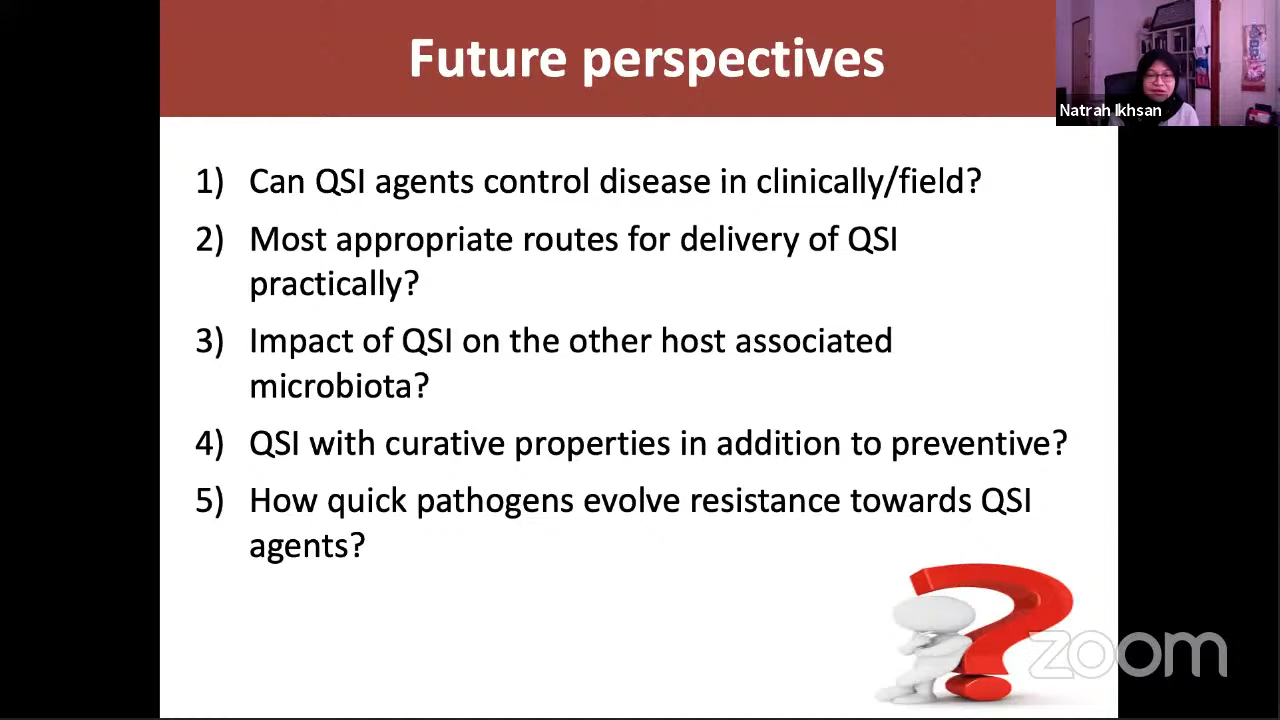 Future perspectives
Natrah Ikhsan
1) Can QSI agents control disease in clinically/field?
2) Most appropriate routes for delivery of QSI
practically?
3) Impact of QSI on the other host associated
microbiota?
4) QSI with curative properties in addition to preventive?
5) How quick pathogens evolve resistance towards QSI
agents?
zoom